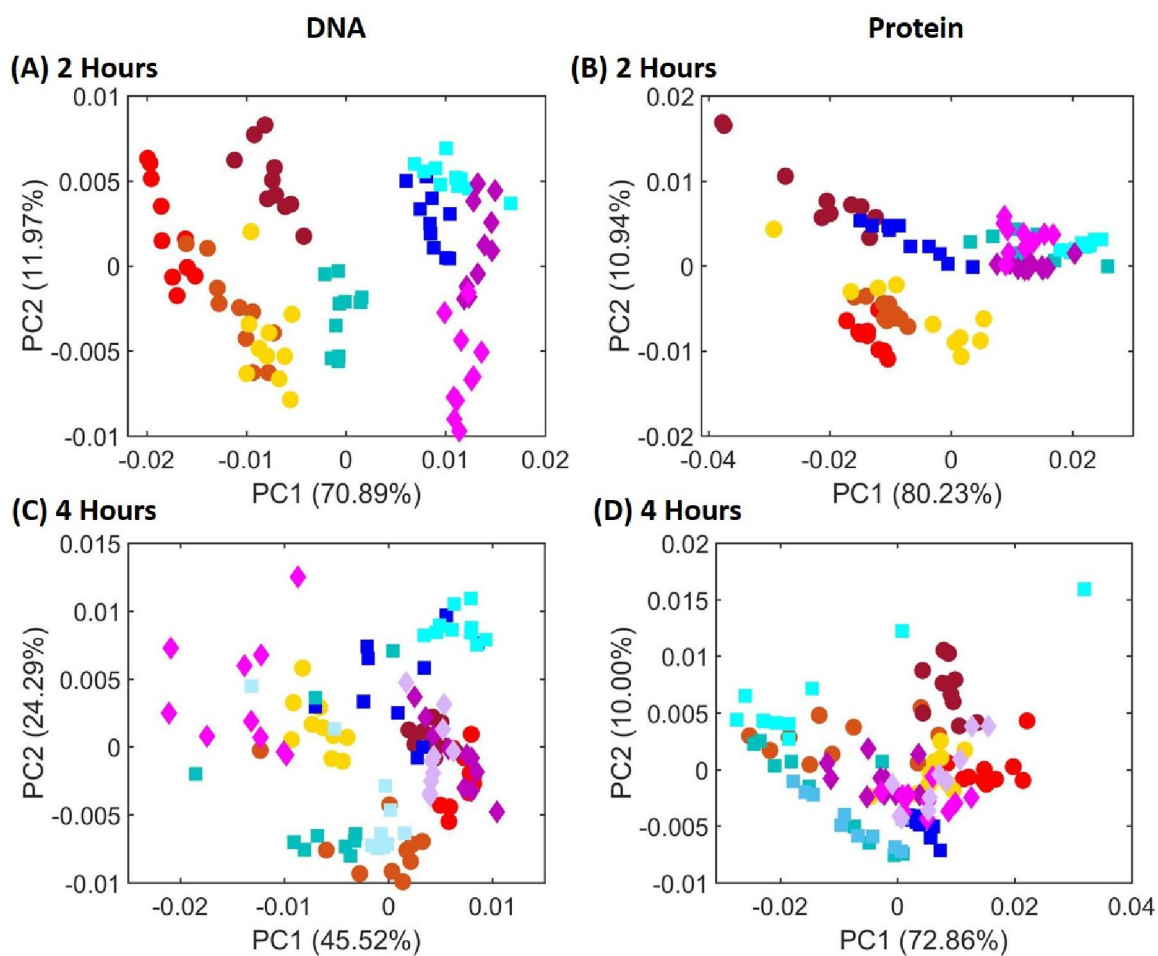 DNA
Protein
(A) 2 Hours
(B) 2 Hours
0.01
0.005
0
-0.005
-0.01
PC2 (11.97%)
-0.02 -0.01 0 0.01 0.02
PC1 (70.89%)
0.02
0.01
0
-0.01
-0.02
PC2 (10.94%)
-0.04 -0.02 0 0.02
PC1 (80.23%)
(C) 4 Hours
(D) 4 Hours
0.015
0.01
0.005
0
-0.005
-0.01
PC2 (24.29%)
-0.02 -0.01 0 0.01
PC1 (45.52%)
0.02
0.015
0.01
0.005
0
-0.005
-0.01
PC2 (10.00%)
-0.02 0 0.02 0.04
PC1 (72.86%)